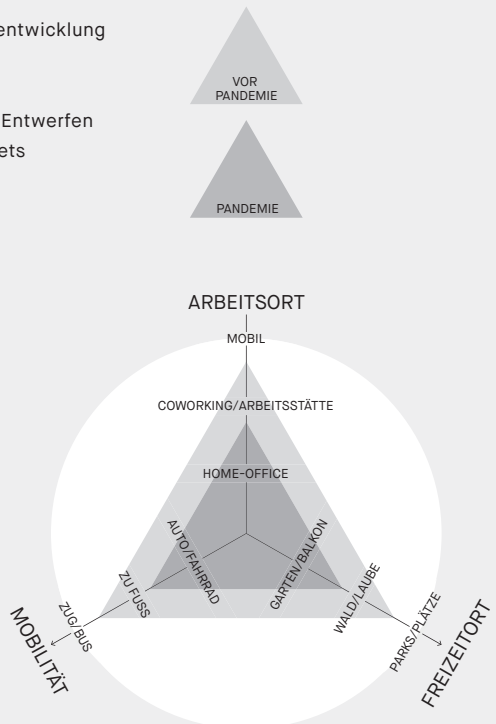 entwicklung
Entwerfen
ets
VOR
PANDEMIE
PANDEMIE
ARBEITSORT
MOBIL
COWORKING/ARBEITSSTÄTTE
HOME-OFFICE
AUTO/FAHRRAD
ZU FUSS
ZUG/BUS
MOBILITÄT
GARTEN/BALKON
WALD/LAUBE
PARKS/PLÄTZE
FREIZEITORT